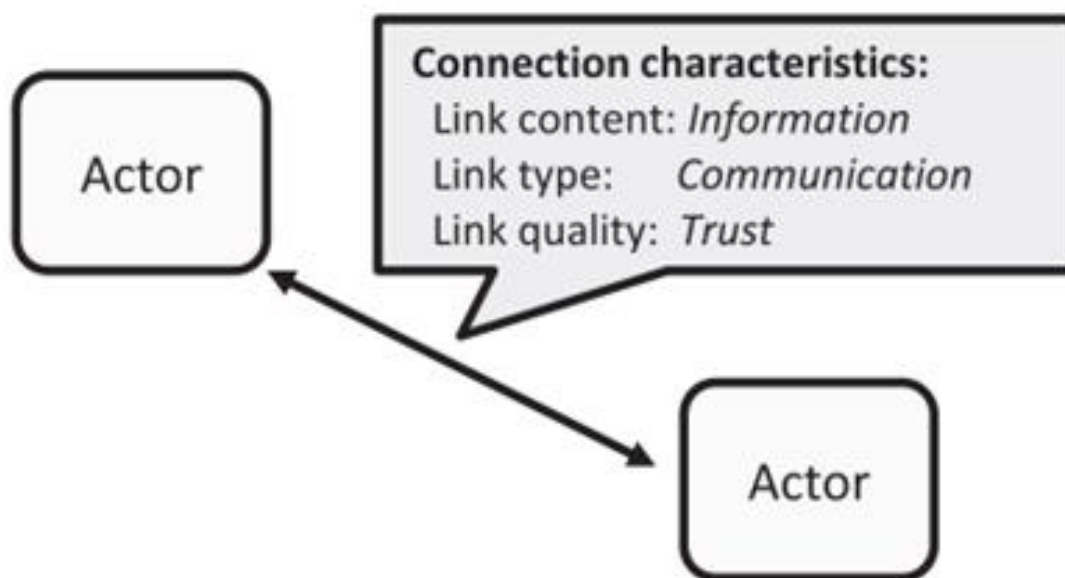 Connection characteristics:
Link content: Information
Link type: Communication
Link quality: Trust
Actor
Actor